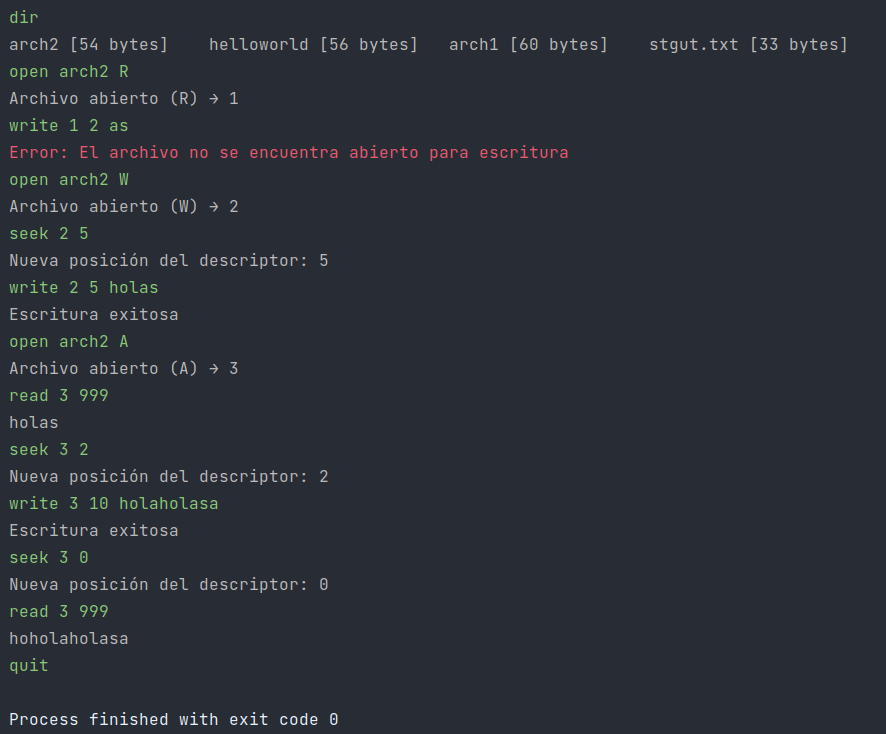 dir
arch2 [54 bytes]    helloworld [56 bytes]   arch1 [60 bytes]    stgut.txt [33 bytes]
open arch2 R
Archivo abierto (R) → 1
write 1 2 as
Error: El archivo no se encuentra abierto para escritura
open arch2 W
Archivo abierto (W) → 2
seek 2 5
Nueva posición del descriptor: 5
write 2 5 holas
Escritura exitosa
open arch2 A
Archivo abierto (A) → 3
read 3 999
holas
seek 3 2
Nueva posición del descriptor: 2
write 3 10 holaholasa
Escritura exitosa
seek 3 0
Nueva posición del descriptor: 0
read 3 999
hoholaholasa
quit
Process finished with exit code 0